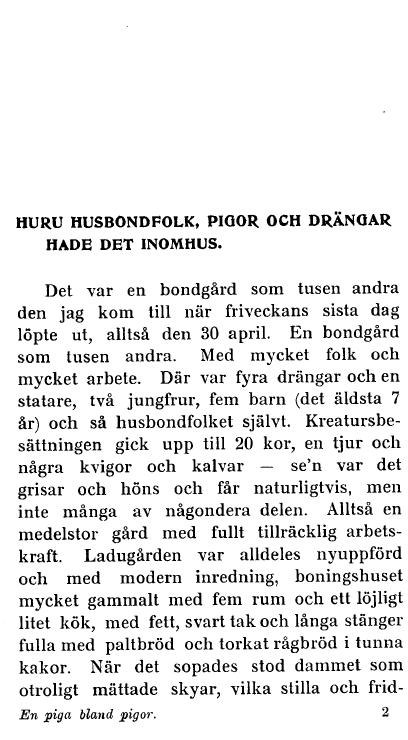 HURU HUSBONDFOLK, PIGOR OCH DRÄNGAR
HADE DET INOMHUS.
Det var en bondgård som tusen andra
den jag kom till när friveckans sista dag
löpte ut, alltså den 30 april. En bondgård
som tusen andra. Med mycket folk och
mycket arbete. Där var fyra drängar och en
statare, två jungfrur, fem barn (det äldsta 7
år) och så husbondfolket självt. Kreatursbe-
sättningen gick upp till 20 kor, en tjur och
några kvigor och kalvar — se'n var det
grisar och höns och får naturligtvis, men
inte många av någondera delen. Alltså en
medelstor gård med fullt tillräcklig arbets-
kraft. Ladugården var alldeles nyuppförd
och med modern inredning, boningshuset
mycket gammalt med fem rum och ett löjligt
litet kök, med fett, svart tak och långa stänger
fulla med paltbröd och torkat rågbröd i tunna
kakor. När det sopades stod dammet som
otroligt mättade skyar, vilka stilla och frid-
En piga bland pigor. 2